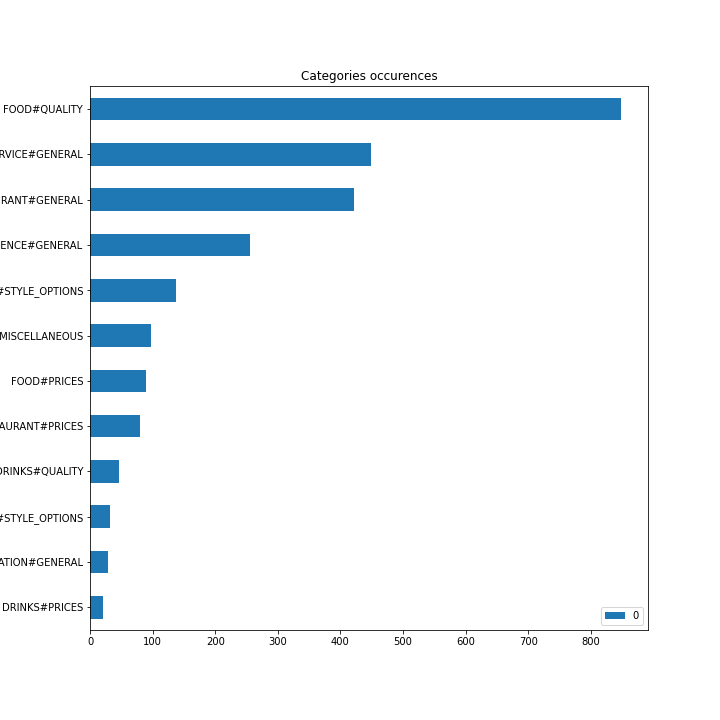 Categories occurences
FOOD#QUALITY
RVICE#GENERAL
RANT#GENERAL
ENCE#GENERAL
#STYLE_OPTIONS
MISCELLANEOUS
FOOD#PRICES
AURANT#PRICES
DRINKS#QUALITY
#STYLE_OPTIONS
ATION#GENERAL
DRINKS#PRICES
0 100 200 300 400 500 600 700 800
0